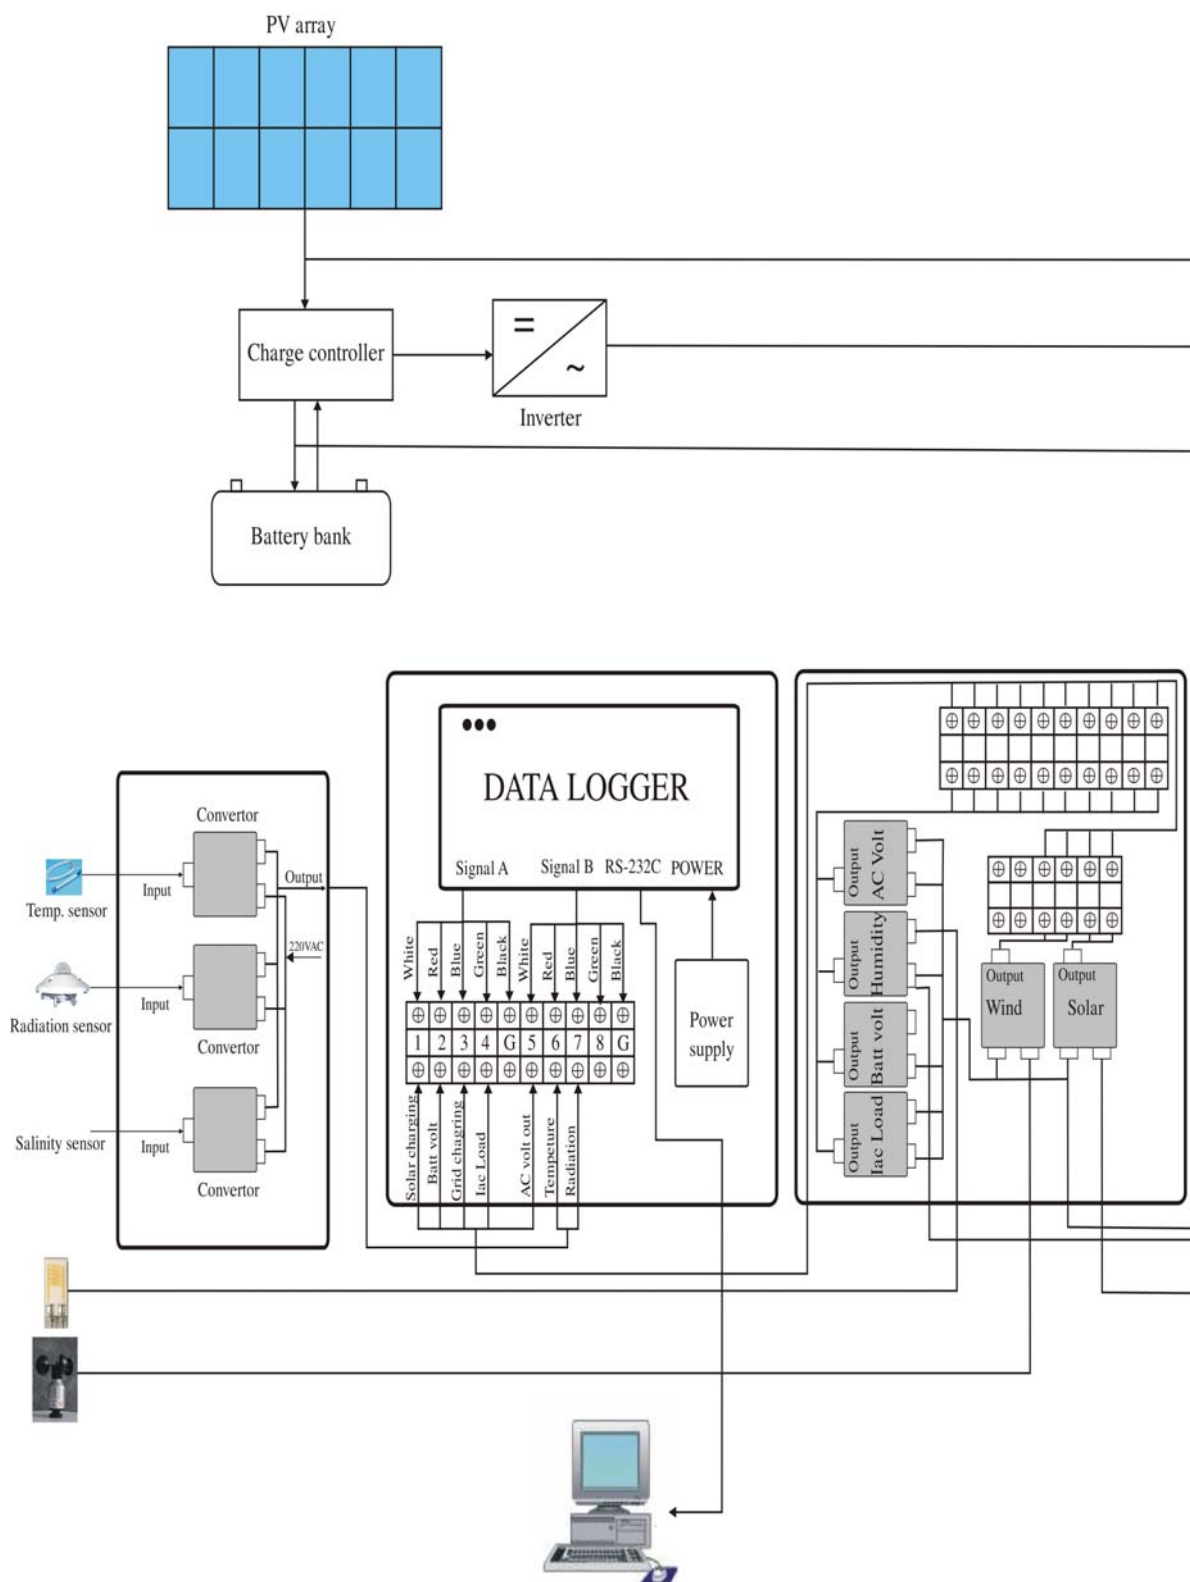 PV array
Charge controller
=
~
Inverter
Battery bank
DATA LOGGER
Signal A
Signal B
RS-232C
POWER
White
Red
Blue
Green
Black
White
Red
Blue
Green
Black
1
2
3
4
G
5
6
7
8
G
Solar charging
Batt volt
Grid chagring
Iac Load
AC volt out
Tempeture
Radiation
Power
supply
Convertor
Input
Output
Temp. sensor
220VAC
Input
Radiation sensor
Convertor
Salinity sensor
Input
Convertor
Output
AC Volt
Output
Humidity
Output
Batt volt
Output
Iac Load
Output
Wind
Output
Solar